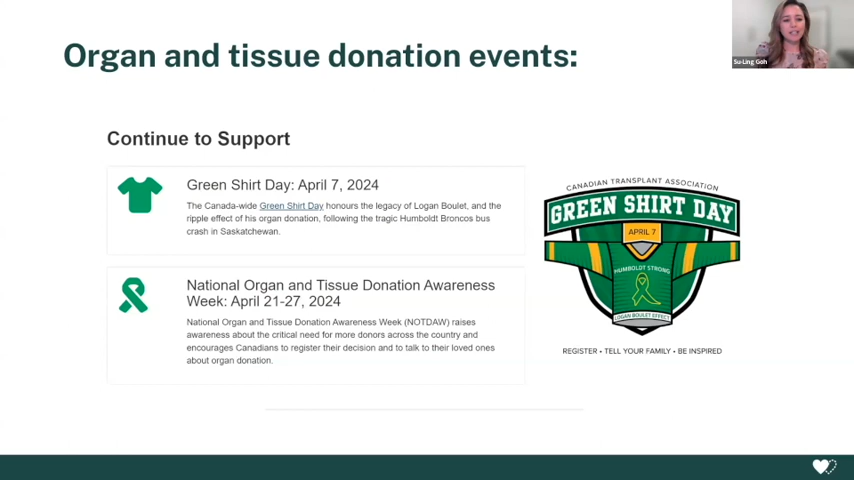 Organ and tissue donation events:
Su-Ling Goh
Continue to Support
Green Shirt Day: April 7, 2024
The Canada-wide Green Shirt Day honours the legacy of Logan Boulet, and the
ripple effect of his organ donation, following the tragic Humboldt Broncos bus
crash in Saskatchewan.
National Organ and Tissue Donation Awareness
Week: April 21-27, 2024
National Organ and Tissue Donation Awareness Week (NOTDAW) raises
awareness about the critical need for more donors across the country and
encourages Canadians to register their decision and to talk to their loved ones
about organ donation.
CANADIAN TRANSPLANT ASSOCIATION
GREEN SHIRT DAY
APRIL 7
HUMBOLDT STRONG
LOGAN BOULET EFFECT
REGISTER • TELL YOUR FAMILY • BE INSPIRED